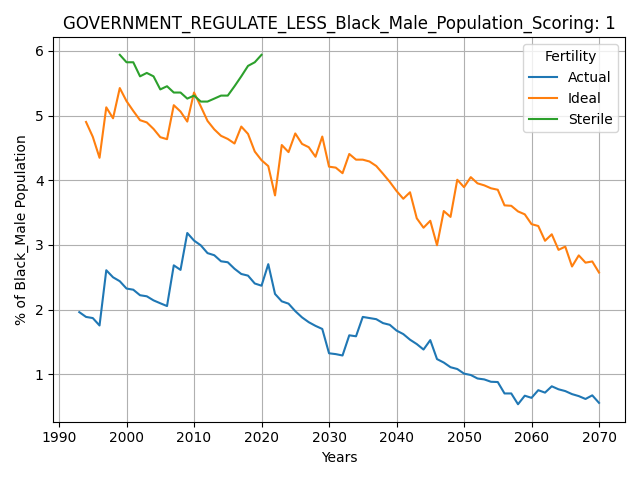 GOVERNMENT_REGULATE_LESS_Black_Male_Population_Scoring: 1
% of Black_Male Population
6
5
4
3
2
1
Fertility
Actual
Ideal
Sterile
1990 2000 2010 2020 2030 2040 2050 2060 2070
Years